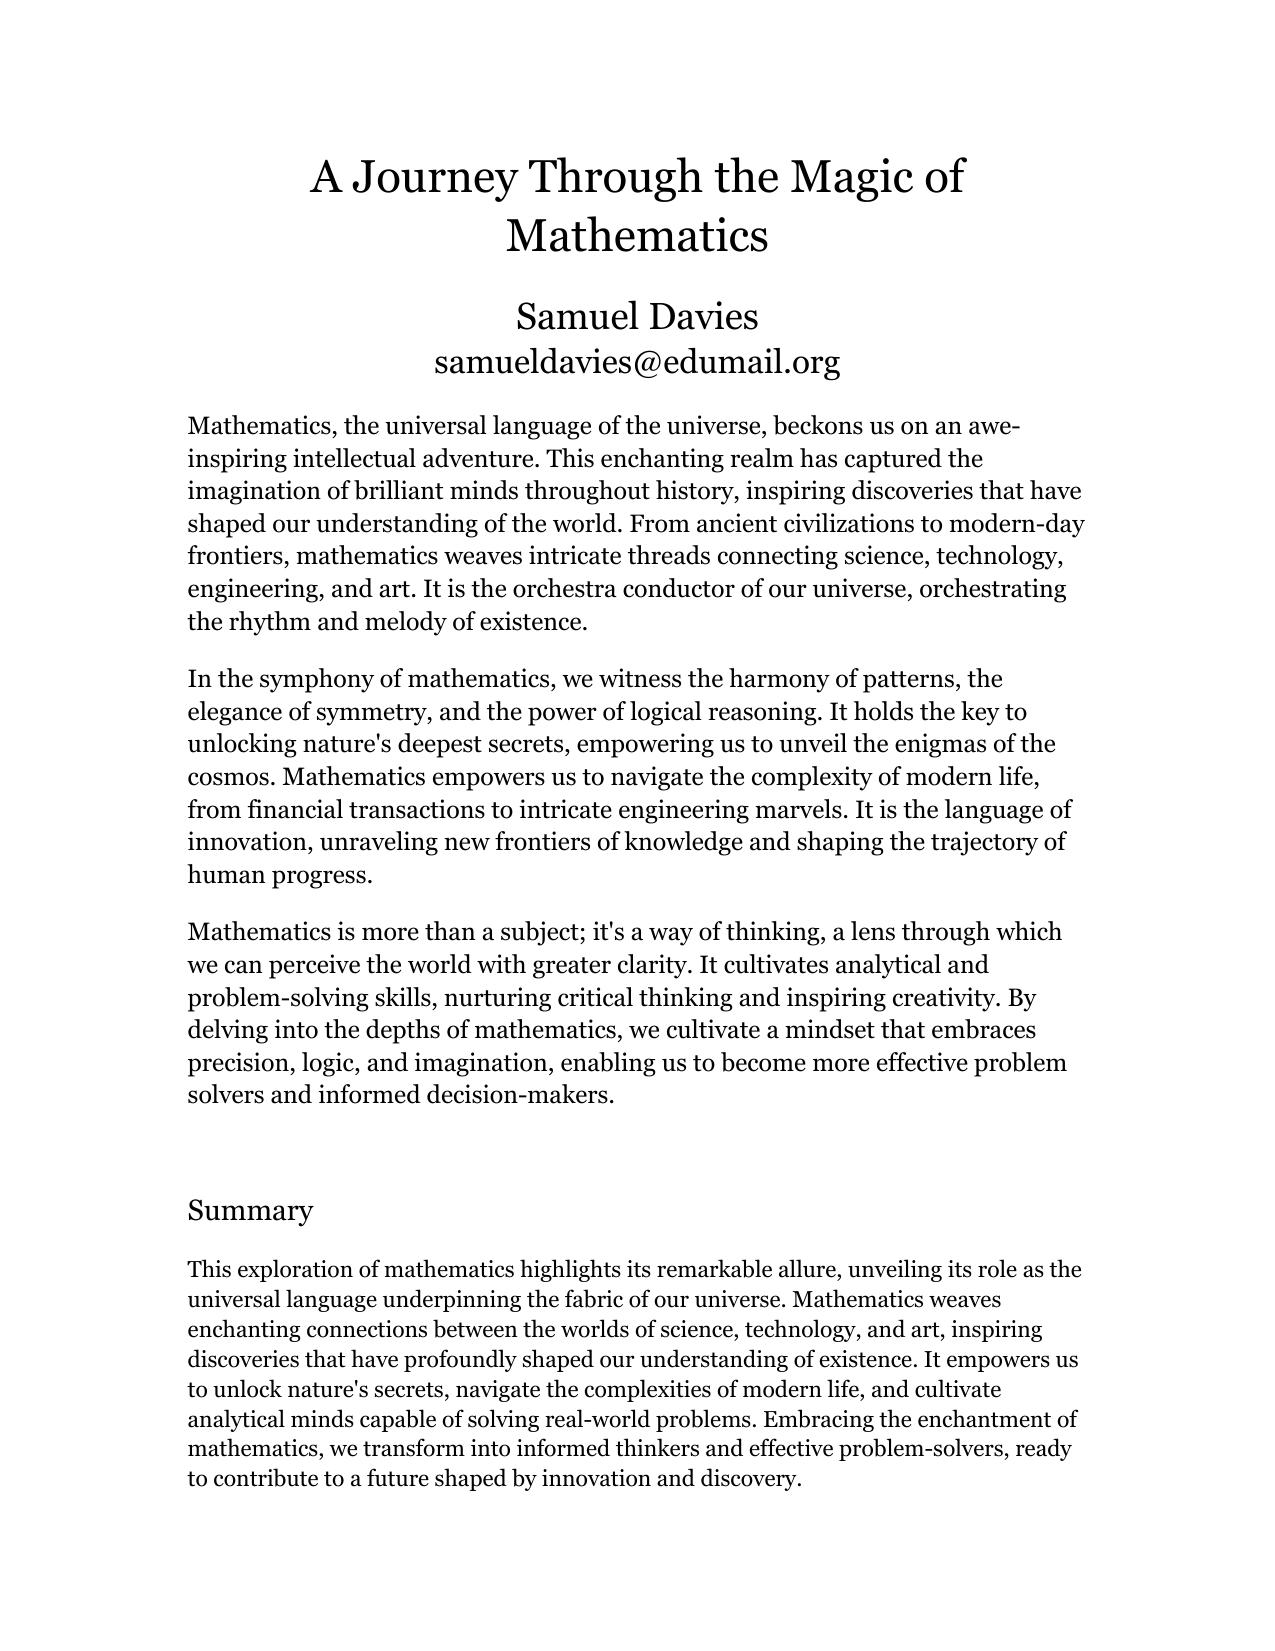 A Journey Through the Magic of
Mathematics
Samuel Davies
samueldavies@edumail.org
Mathematics, the universal language of the universe, beckons us on an awe-
inspiring intellectual adventure. This enchanting realm has captured the
imagination of brilliant minds throughout history, inspiring discoveries that have
shaped our understanding of the world. From ancient civilizations to modern-day
frontiers, mathematics weaves intricate threads connecting science, technology,
engineering, and art. It is the orchestra conductor of our universe, orchestrating
the rhythm and melody of existence.
In the symphony of mathematics, we witness the harmony of patterns, the
elegance of symmetry, and the power of logical reasoning. It holds the key to
unlocking nature's deepest secrets, empowering us to unveil the enigmas of the
cosmos. Mathematics empowers us to navigate the complexity of modern life,
from financial transactions to intricate engineering marvels. It is the language of
innovation, unraveling new frontiers of knowledge and shaping the trajectory of
human progress.
Mathematics is more than a subject; it's a way of thinking, a lens through which
we can perceive the world with greater clarity. It cultivates analytical and
problem-solving skills, nurturing critical thinking and inspiring creativity. By
delving into the depths of mathematics, we cultivate a mindset that embraces
precision, logic, and imagination, enabling us to become more effective problem
solvers and informed decision-makers.
Summary
This exploration of mathematics highlights its remarkable allure, unveiling its role as the
universal language underpinning the fabric of our universe. Mathematics weaves
enchanting connections between the worlds of science, technology, and art, inspiring
discoveries that have profoundly shaped our understanding of existence. It empowers us
to unlock nature's secrets, navigate the complexities of modern life, and cultivate
analytical minds capable of solving real-world problems. Embracing the enchantment of
mathematics, we transform into informed thinkers and effective problem-solvers, ready
to contribute to a future shaped by innovation and discovery.